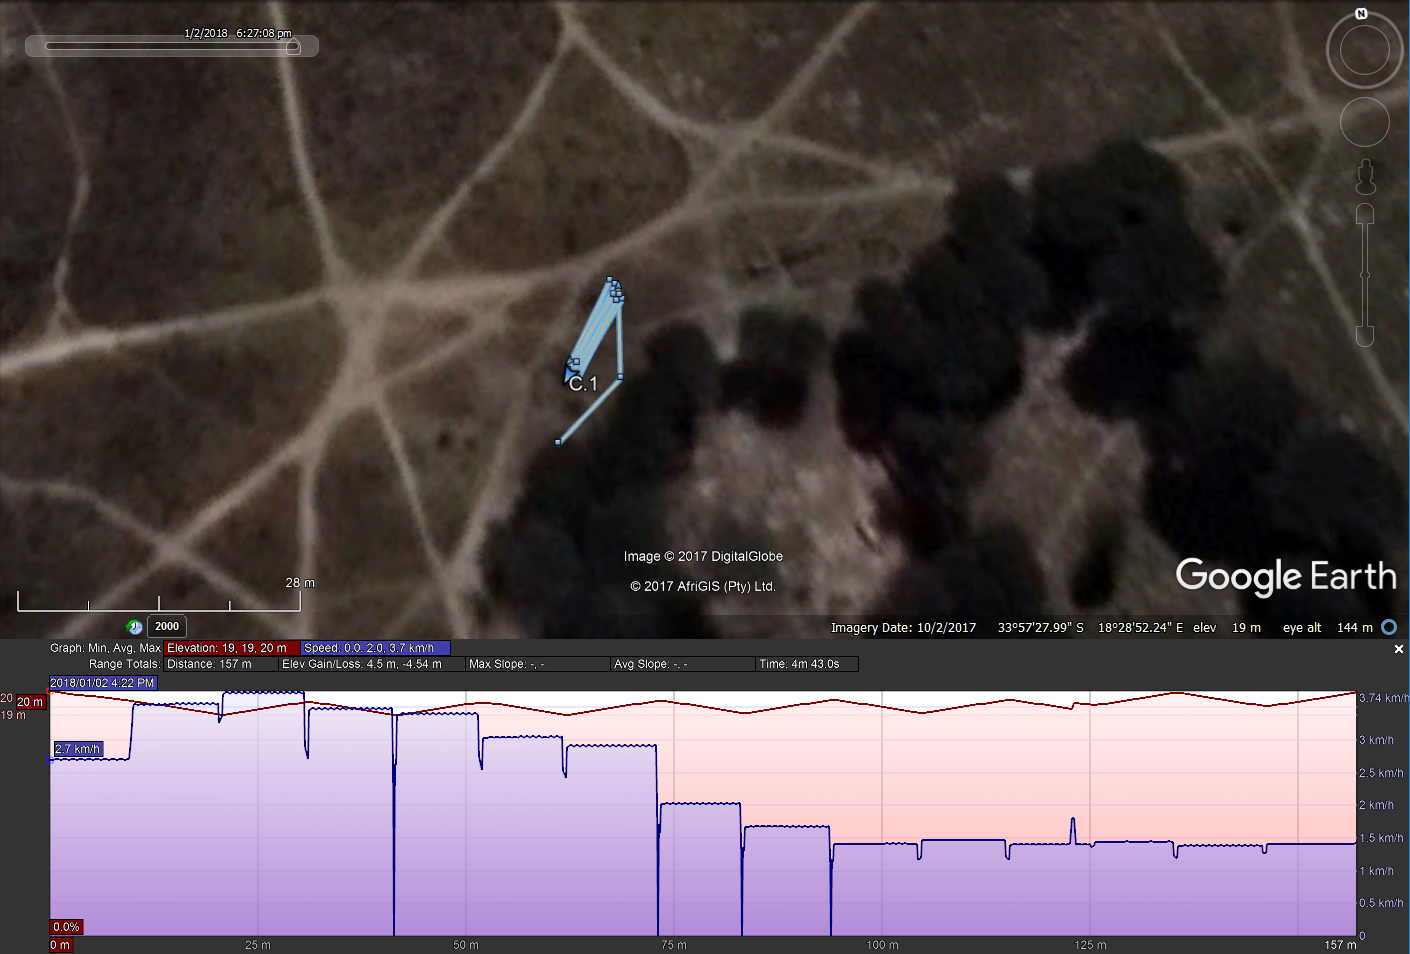 N
1/2/2018 6:27:08 pm
C.1
Image © 2017 DigitalGlobe
© 2017 AfriGIS (Pty) Ltd.
Google Earth
28 m
2000
Imagery Date: 10/2/2017 33°57'27.99" S 18°28'52.24" E elev 19 m eye alt 144 m
Graph: Min, Avg, Max Elevation: 19, 19, 20 m Speed: 0.0, 2.0, 3.7 km/h
Range Totals: Distance: 157 m Elev Gain/Loss: 4.5 m, -4.54 m Max Slope: -, - Avg Slope: -, - Time: 4m 43.0s
2018/01/02 4:22 PM
20 20 m 3.74 km/h
19 m
2.7 km/h 3 km/h
2.5 km/h
2 km/h
1.5 km/h
1 km/h
0.5 km/h
0.0%
0
0 m 25 m 50 m 75 m 100 m 125 m 157 m